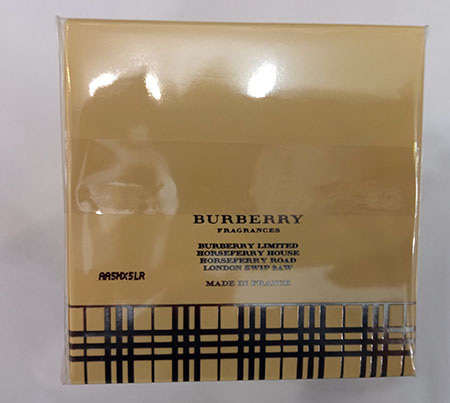 BURBERRY
FRAGRANCES
BURBERRY LIMITED
HORSEFERRY HOUSE
HORSEFERRY ROAD
LONDON SW1P 2AW
AA5MX5LR
MADE IN FRANCE